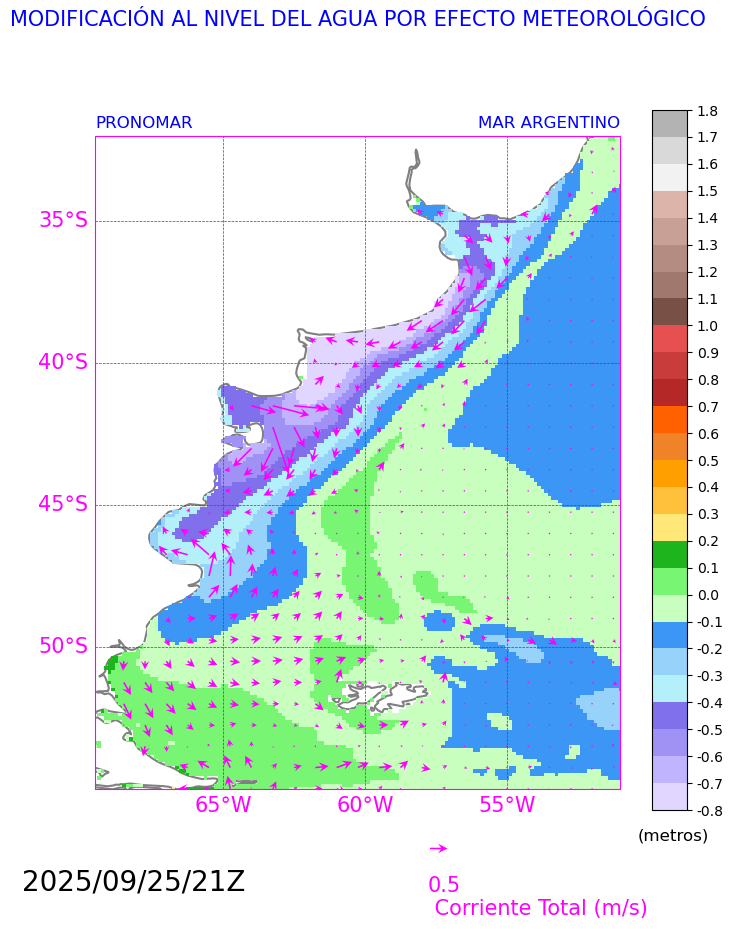 MODIFICACIÓN AL NIVEL DEL AGUA POR EFECTO METEOROLÓGICO
PRONOMAR
MAR ARGENTINO
35°S
40°S
45°S
50°S
65°W
60°W
55°W
1.8
1.7
1.6
1.5
1.4
1.3
1.2
1.1
1.0
0.9
0.8
0.7
0.6
0.5
0.4
0.3
0.2
0.1
0.0
-0.1
-0.2
-0.3
-0.4
-0.5
-0.6
-0.7
-0.8
(metros)
2025/09/25/21Z
0.5
Corriente Total (m/s)